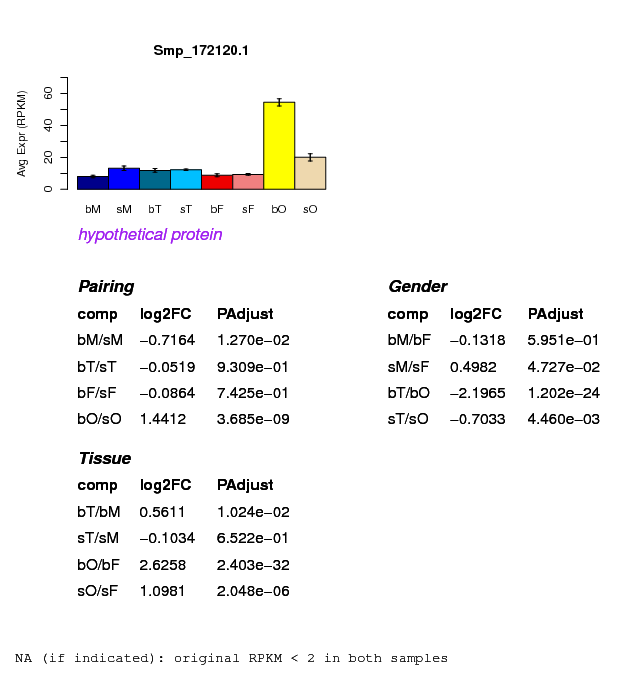 Smp_172120.1
Avg Expr (RPKM)
0 20 40 60
bM sM bT sT bF sF bO sO
hypothetical protein
Pairing
comp log2FC PAdjust
bM/sM −0.7164 1.270e−02
bT/sT −0.0519 9.309e−01
bF/sF −0.0864 7.425e−01
bO/sO 1.4412 3.685e−09
Gender
comp log2FC PAdjust
bM/bF −0.1318 5.951e−01
sM/sF 0.4982 4.727e−02
bT/bO −2.1965 1.202e−24
sT/sO −0.7033 4.460e−03
Tissue
comp log2FC PAdjust
bT/bM 0.5611 1.024e−02
sT/sM −0.1034 6.522e−01
bO/bF 2.6258 2.403e−32
sO/sF 1.0981 2.048e−06
NA (if indicated): original RPKM < 2 in both samples